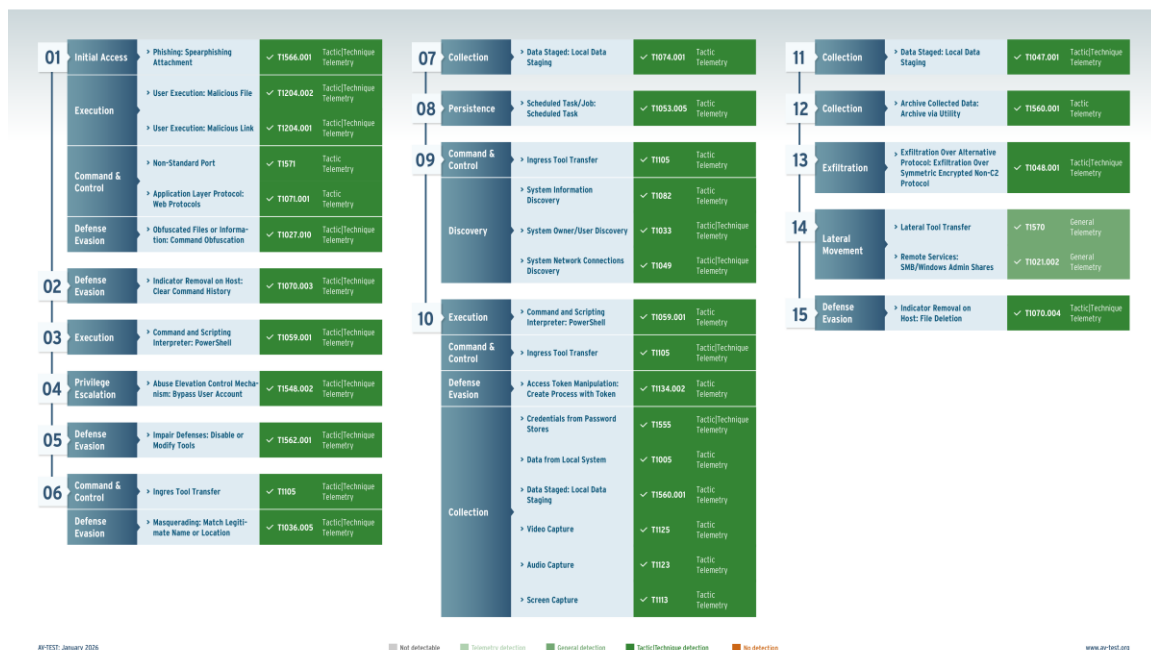 01
Initial Access
> Phishing: Spearphishing
Attachment
✓ T1566.001
Tactic|Technique
Telemetry
Execution
> User Execution: Malicious File
✓ T1204.002
Tactic|Technique
Telemetry
> User Execution: Malicious Link
✓ T1204.001
Tactic|Technique
Telemetry
Command &
Control
> Non-Standard Port
✓ T1571
Tactic
Telemetry
> Application Layer Protocol:
Web Protocols
✓ T1071.001
Tactic
Telemetry
Defense
Evasion
> Obfuscated Files or Informa-
tion: Command Obfuscation
✓ T1027.010
Tactic|Technique
Telemetry
02
Defense
Evasion
> Indicator Removal on Host:
Clear Command History
✓ T1070.003
Tactic|Technique
Telemetry
03
Execution
> Command and Scripting
Interpreter: PowerShell
✓ T1059.001
Tactic|Technique
Telemetry
04
Privilege
Escalation
> Abuse Elevation Control Mecha-
nism: Bypass User Account
✓ T1548.002
Tactic|Technique
Telemetry
05
Defense
Evasion
> Impair Defenses: Disable or
Modify Tools
✓ T1562.001
Tactic|Technique
Telemetry
06
Command &
Control
> Ingres Tool Transfer
✓ T1105
Tactic|Technique
Telemetry
Defense
Evasion
> Masquerading: Match Legiti-
mate Name or Location
✓ T1036.005
Tactic|Technique
Telemetry
07
Collection
> Data Staged: Local Data
Staging
✓ T1074.001
Tactic
Telemetry
08
Persistence
> Scheduled Task/Job:
Scheduled Task
✓ T1053.005
Tactic
Telemetry
09
Command &
Control
> Ingress Tool Transfer
✓ T1105
Tactic|Technique
Telemetry
Discovery
> System Information
Discovery
✓ T1082
Tactic
Telemetry
> System Owner/User Discovery
✓ T1033
Tactic|Technique
Telemetry
> System Network Connections
Discovery
✓ T1049
Tactic|Technique
Telemetry
10
Execution
> Command and Scripting
Interpreter: PowerShell
✓ T1059.001
Tactic|Technique
Telemetry
Command &
Control
> Ingress Tool Transfer
✓ T1105
Tactic|Technique
Telemetry
Defense
Evasion
> Access Token Manipulation:
Create Process with Token
✓ T1134.002
Tactic
Telemetry
Collection
> Credentials from Password
Stores
✓ T1555
Tactic|Technique
Telemetry
> Data from Local System
✓ T1005
Tactic
Telemetry
> Data Staged: Local Data
Staging
✓ T1560.001
Tactic
Telemetry
> Video Capture
✓ T1125
Tactic
Telemetry
> Audio Capture
✓ T1123
Tactic
Telemetry
> Screen Capture
✓ T1113
Tactic
Telemetry
11
Collection
> Data Staged: Local Data
Staging
✓ T1047.001
Tactic|Technique
Telemetry
12
Collection
> Archive Collected Data:
Archive via Utility
✓ T1560.001
Tactic
Telemetry
13
Exfiltration
> Exfiltration Over Alternative
Protocol: Exfiltration Over
Symmetric Encrypted Non-C2
Protocol
✓ T1048.001
Tactic|Technique
Telemetry
14
Lateral
Movement
> Lateral Tool Transfer
✓ T1570
General
Telemetry
> Remote Services:
SMB/Windows Admin Shares
✓ T1021.002
General
Telemetry
15
Defense
Evasion
> Indicator Removal on
Host: File Deletion
✓ T1070.004
Tactic|Technique
Telemetry
AV-TEST: January 2026
Not detectable
Telemetry detection
General detection
Tactic|Technique detection
No detection
www.av-test.org